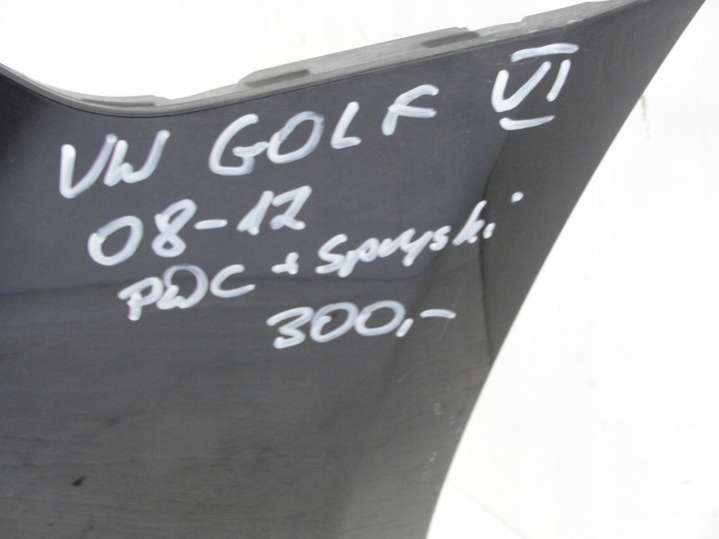 VW GOLF VI
08-12
PDC + Spryski
300,-